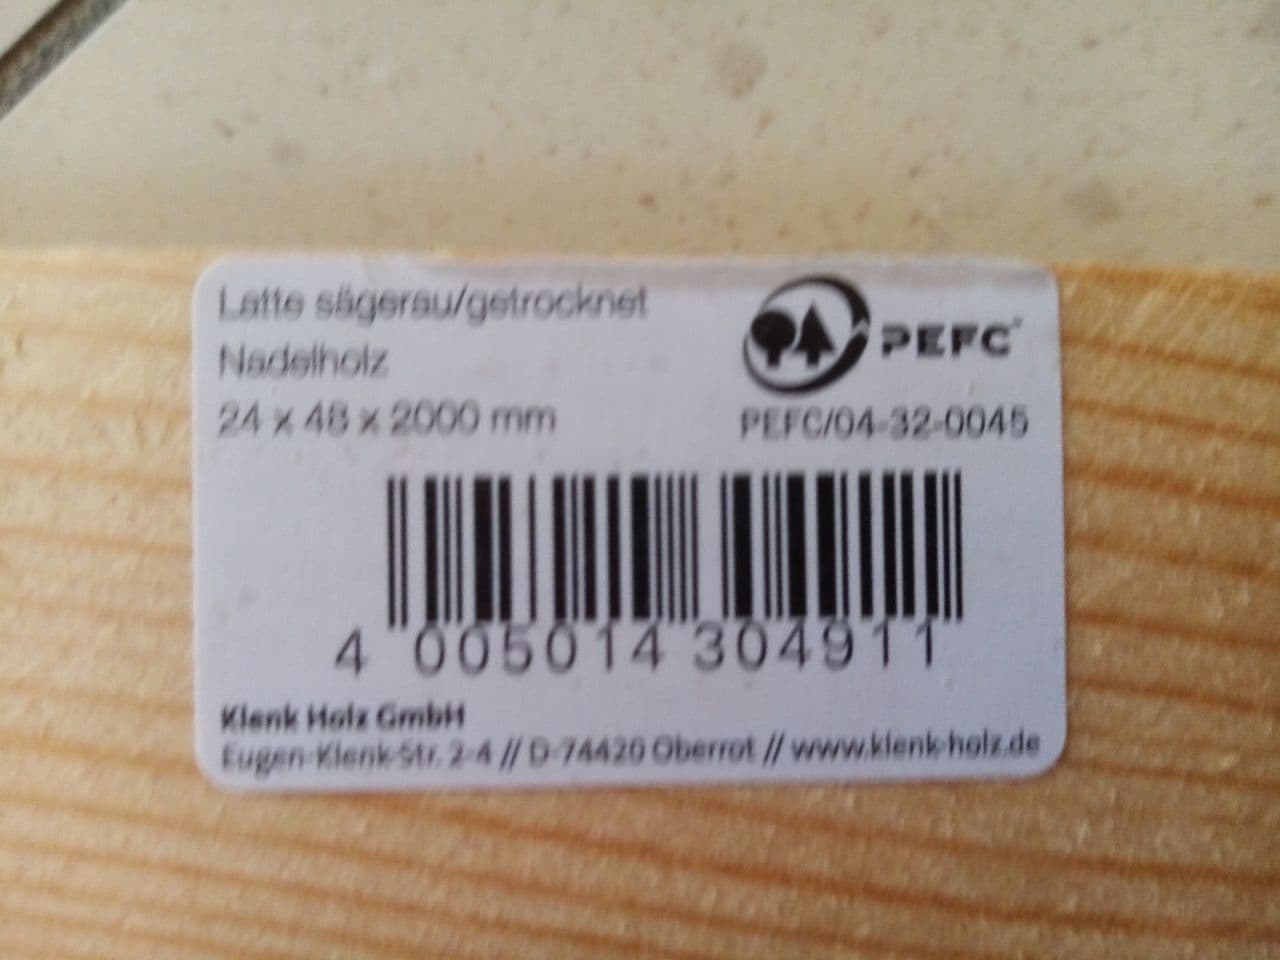 Latte sägerau/getrocknet
Nadelholz
24 x 48 x 2000 mm
PEFC™
PEFC/04-32-0045
4 005014 304911
Klenk Holz GmbH
Eugen-Klenk-Str. 2-4 // D-74420 Oberrot // www.klenk-holz.de